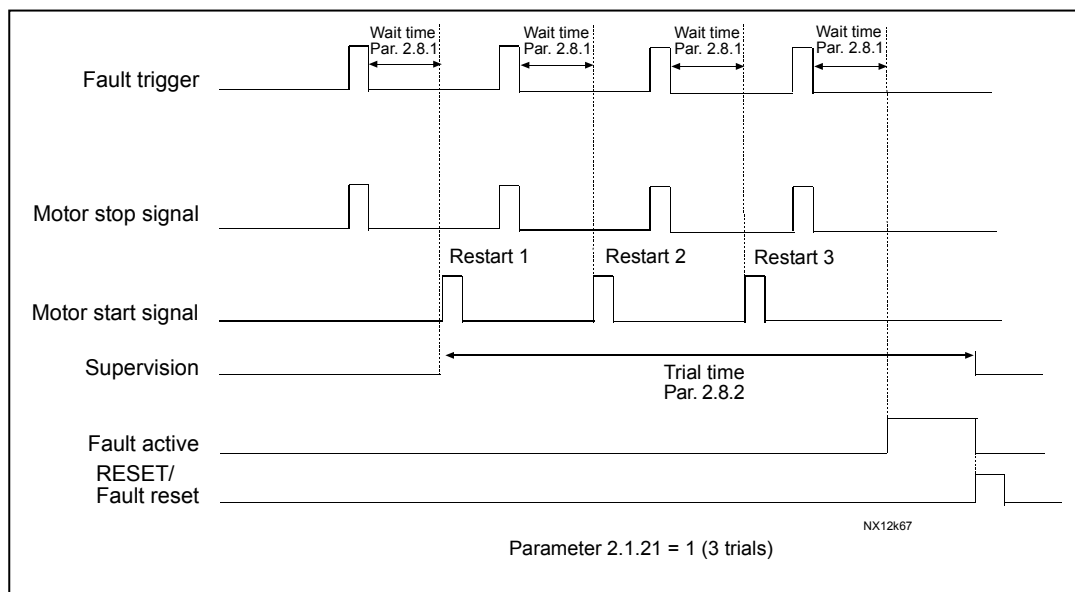 Wait time
Par. 2.8.1
Wait time
Par. 2.8.1
Wait time
Par. 2.8.1
Wait time
Par. 2.8.1
Fault trigger
Motor stop signal
Restart 1
Restart 2
Restart 3
Motor start signal
Supervision
Trial time
Par. 2.8.2
Fault active
RESET/
Fault reset
NX12k67
Parameter 2.1.21 = 1 (3 trials)